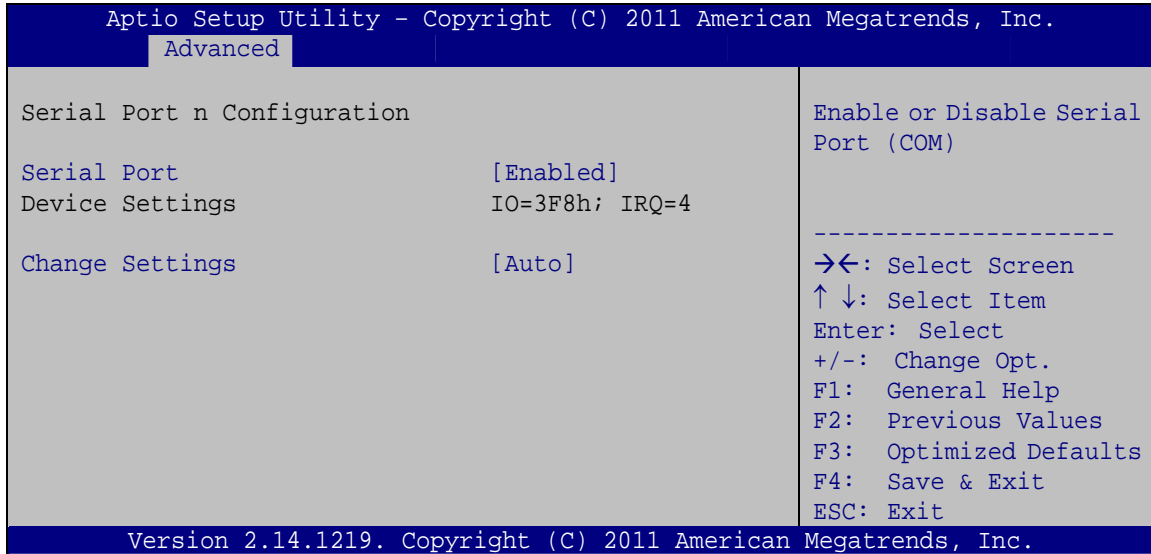 Aptio Setup Utility – Copyright (C) 2011 American Megatrends, Inc.
Advanced
Serial Port n Configuration
Serial Port [Enabled]
Device Settings IO=3F8h; IRQ=4
Change Settings [Auto]
Enable or Disable Serial
Port (COM)
---------------------
→←: Select Screen
↑ ↓: Select Item
Enter: Select
+/-: Change Opt.
F1: General Help
F2: Previous Values
F3: Optimized Defaults
F4: Save & Exit
ESC: Exit
Version 2.14.1219. Copyright (C) 2011 American Megatrends, Inc.